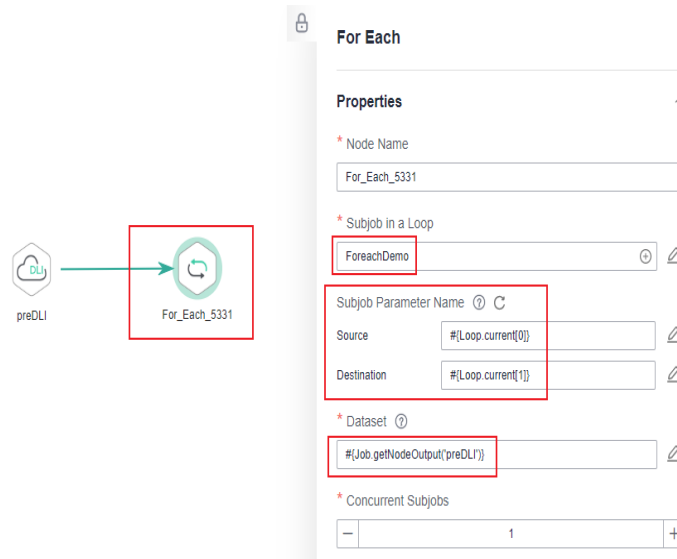 For Each
Properties
* Node Name
For_Each_5331
* Subjob in a Loop
ForeachDemo
DLI
preDLI
For_Each_5331
Subjob Parameter Name
Source #{Loop.current[0]}
Destination #{Loop.current[1]}
* Dataset
#{Job.getNodeOutput('preDLI')}
* Concurrent Subjobs
− 1 +